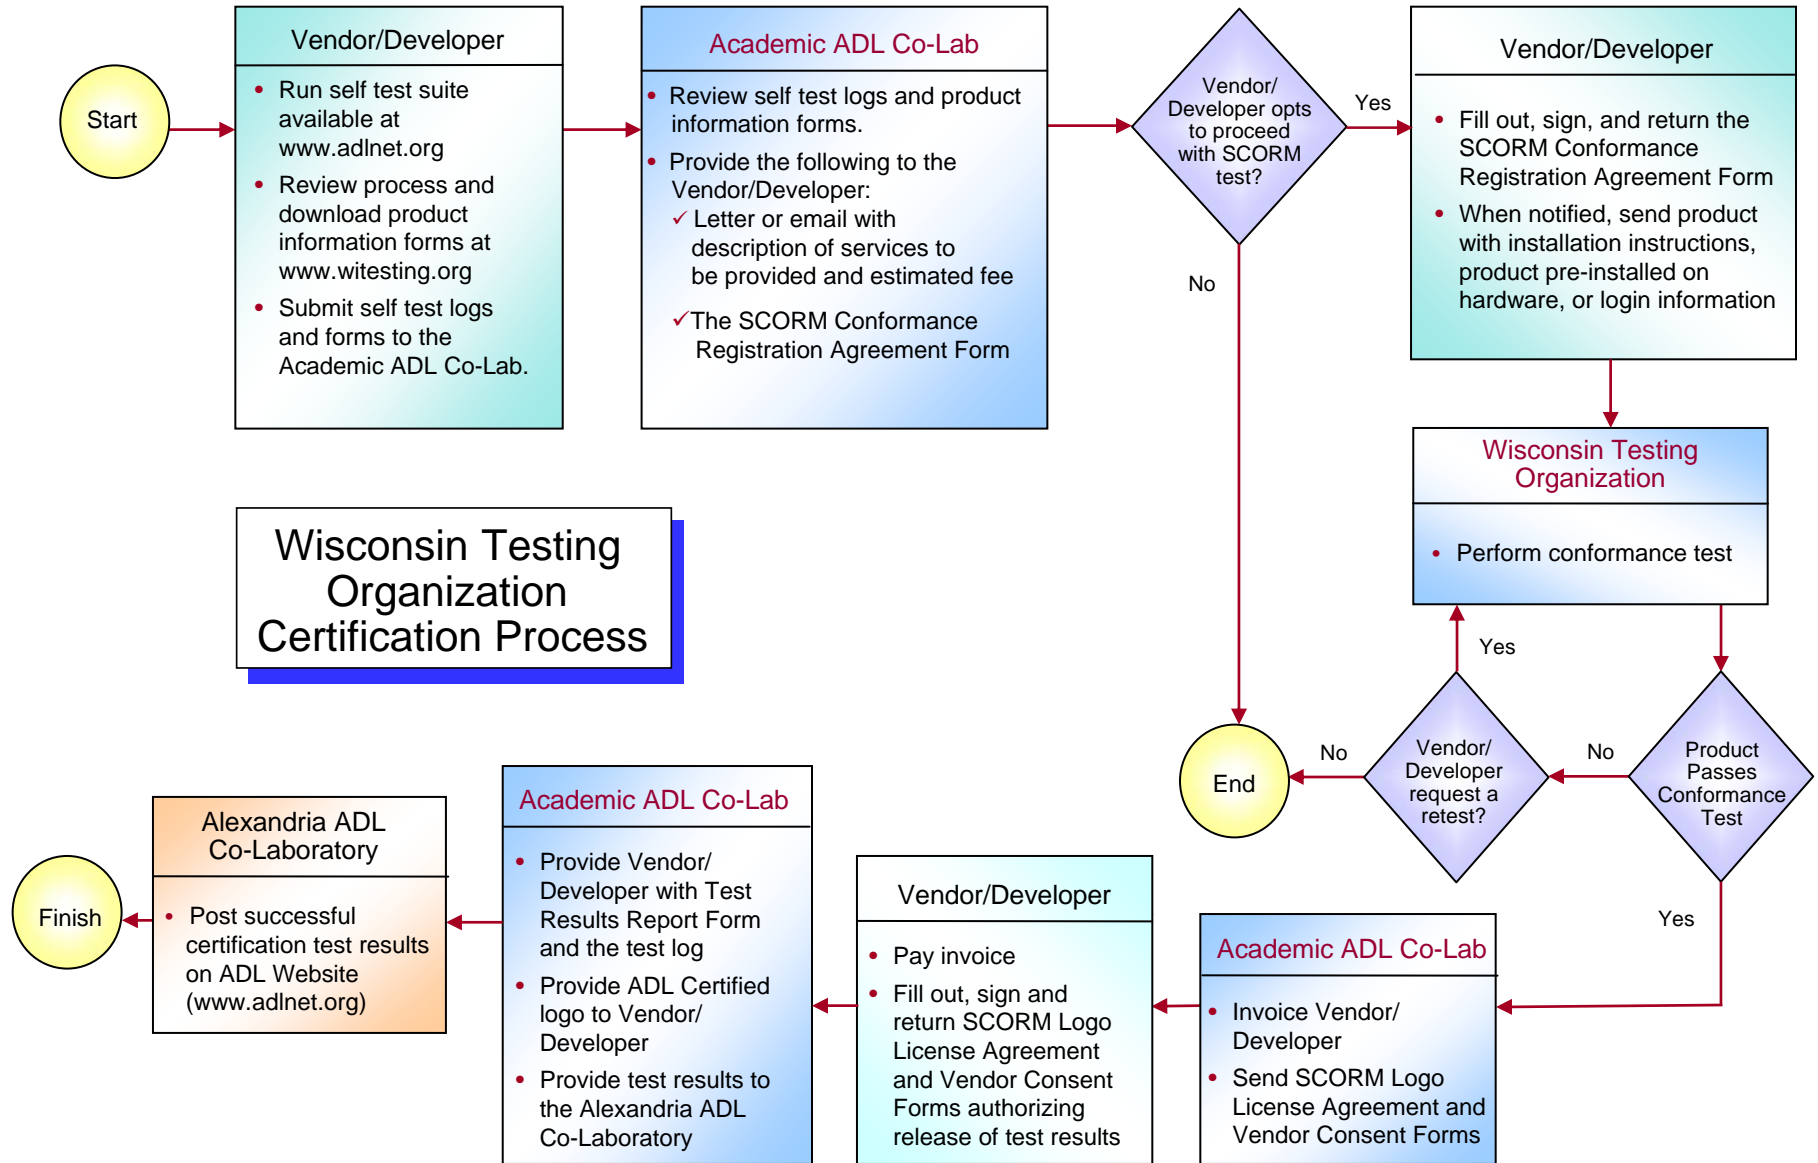 Start
Vendor/Developer
• Run self test suite
available at
www.adlnet.org
• Review process and
download product
information forms at
www.witesting.org
• Submit self test logs
and forms to the
Academic ADL Co-Lab.
Academic ADL Co-Lab
• Review self test logs and product
information forms.
• Provide the following to the
Vendor/Developer:
✓ Letter or email with
description of services to
be provided and estimated fee
✓ The SCORM Conformance
Registration Agreement Form
Vendor/
Developer opts
to proceed
with SCORM
test?
Yes
No
Vendor/Developer
• Fill out, sign, and return the
SCORM Conformance
Registration Agreement Form
• When notified, send product
with installation instructions,
product pre-installed on
hardware, or login information
Wisconsin Testing
Organization
• Perform conformance test
Wisconsin Testing
Organization
Certification Process
Yes
Product
Passes
Conformance
Test
No
Vendor/
Developer
request a
retest?
No
End
Yes
Academic ADL Co-Lab
• Invoice Vendor/
Developer
• Send SCORM Logo
License Agreement and
Vendor Consent Forms
Vendor/Developer
• Pay invoice
• Fill out, sign and
return SCORM Logo
License Agreement
and Vendor Consent
Forms authorizing
release of test results
Academic ADL Co-Lab
• Provide Vendor/
Developer with Test
Results Report Form
and the test log
• Provide ADL Certified
logo to Vendor/
Developer
• Provide test results to
the Alexandria ADL
Co-Laboratory
Alexandria ADL
Co-Laboratory
• Post successful
certification test results
on ADL Website
(www.adlnet.org)
Finish